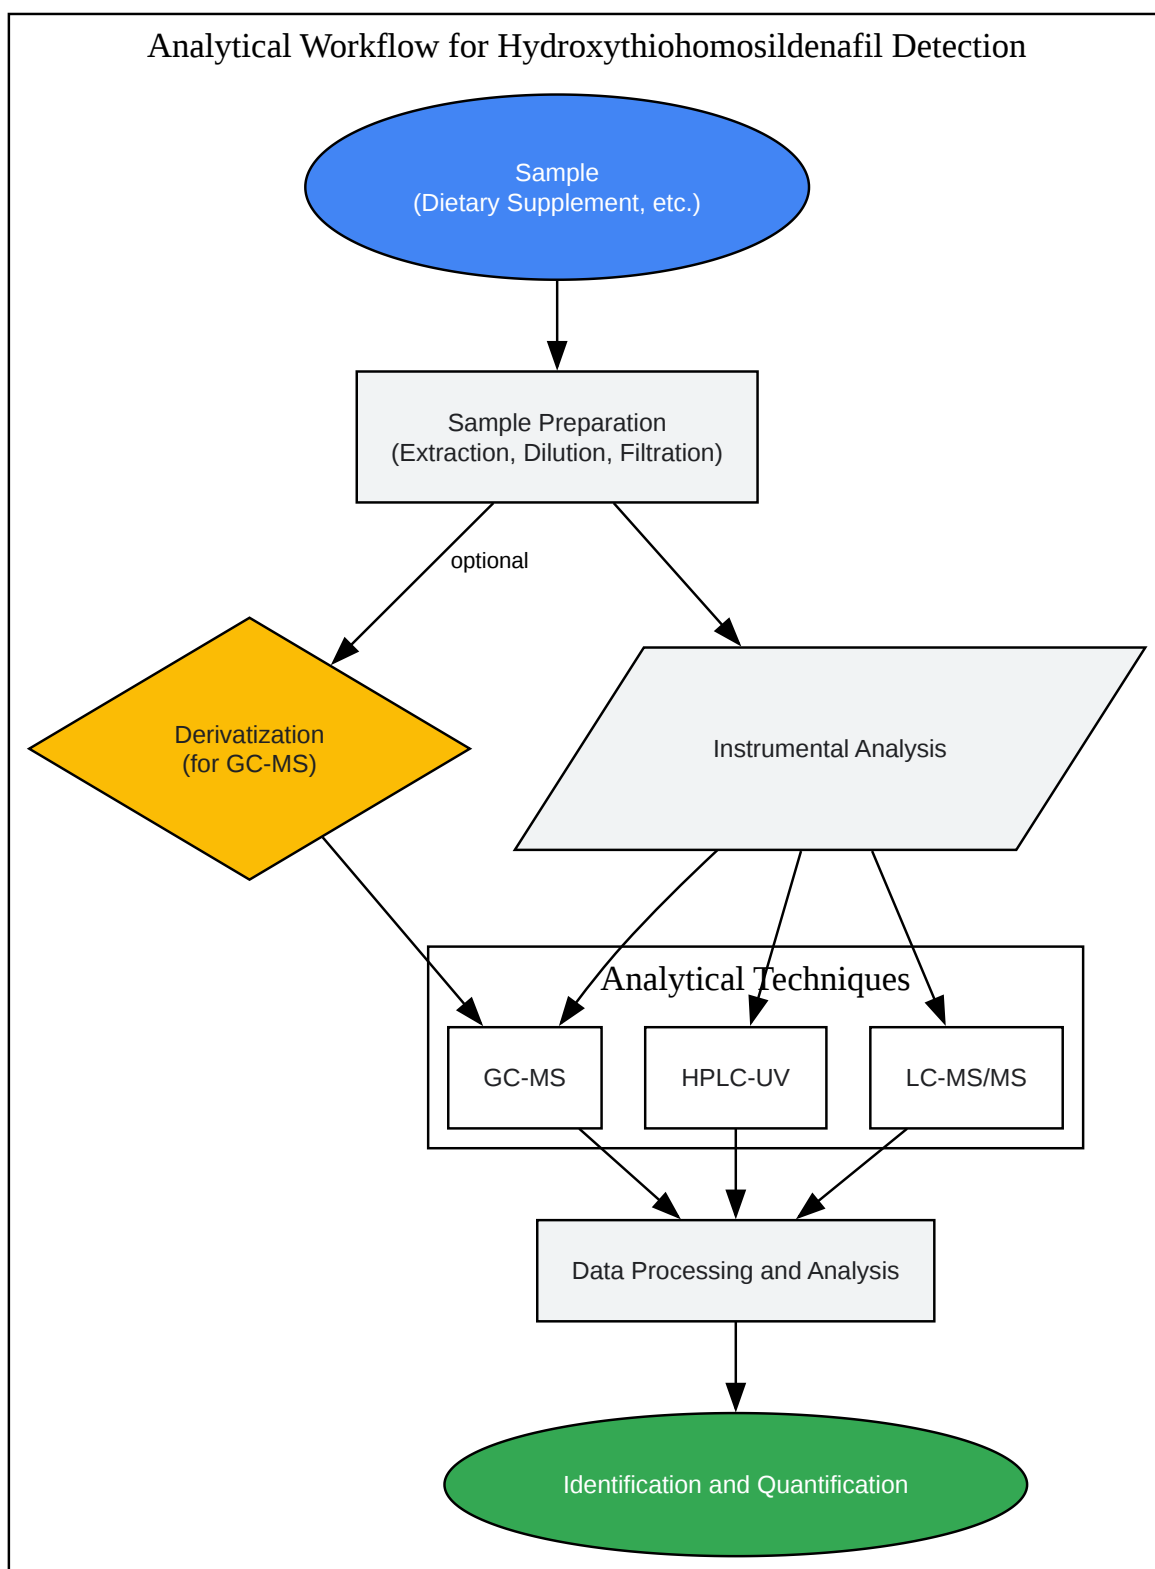 Analytical Workflow for Hydroxythiohomosildenafil Detection
Sample
(Dietary Supplement, etc.)
Sample Preparation
(Extraction, Dilution, Filtration)
optional
Derivatization
(for GC-MS)
Instrumental Analysis
Analytical Techniques
GC-MS
HPLC-UV
LC-MS/MS
Data Processing and Analysis
Identification and Quantification